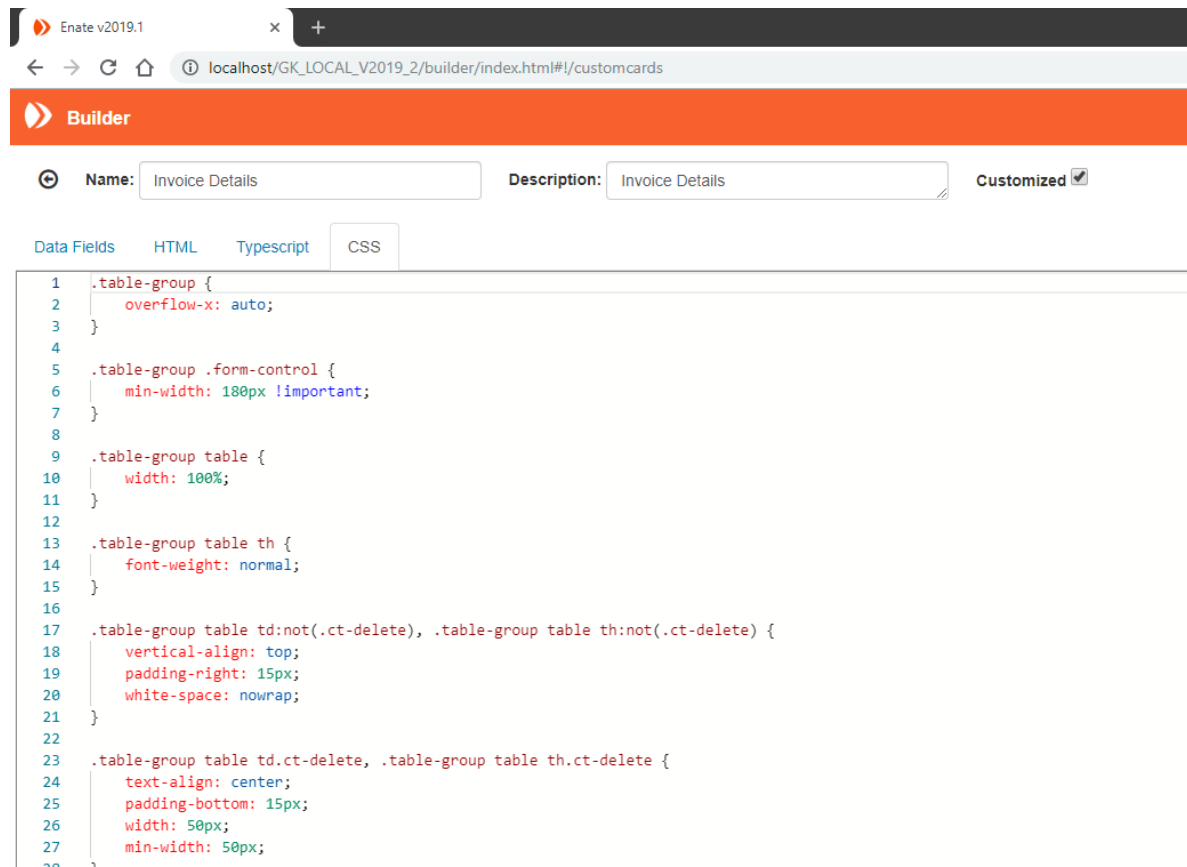 Enate v2019.1
localhost/GK_LOCAL_V2019_2/builder/index.html#!/customcards
Builder
Name: Invoice Details Description: Invoice Details Customized
Data Fields HTML Typescript CSS
1 .table-group {
2 overflow-x: auto;
3 }
4
5 .table-group .form-control {
6 min-width: 180px !important;
7 }
8
9 .table-group table {
10 width: 100%;
11 }
12
13 .table-group table th {
14 font-weight: normal;
15 }
16
17 .table-group table td:not(.ct-delete), .table-group table th:not(.ct-delete) {
18 vertical-align: top;
19 padding-right: 15px;
20 white-space: nowrap;
21 }
22
23 .table-group table td.ct-delete, .table-group table th.ct-delete {
24 text-align: center;
25 padding-bottom: 15px;
26 width: 50px;
27 min-width: 50px;
28 }